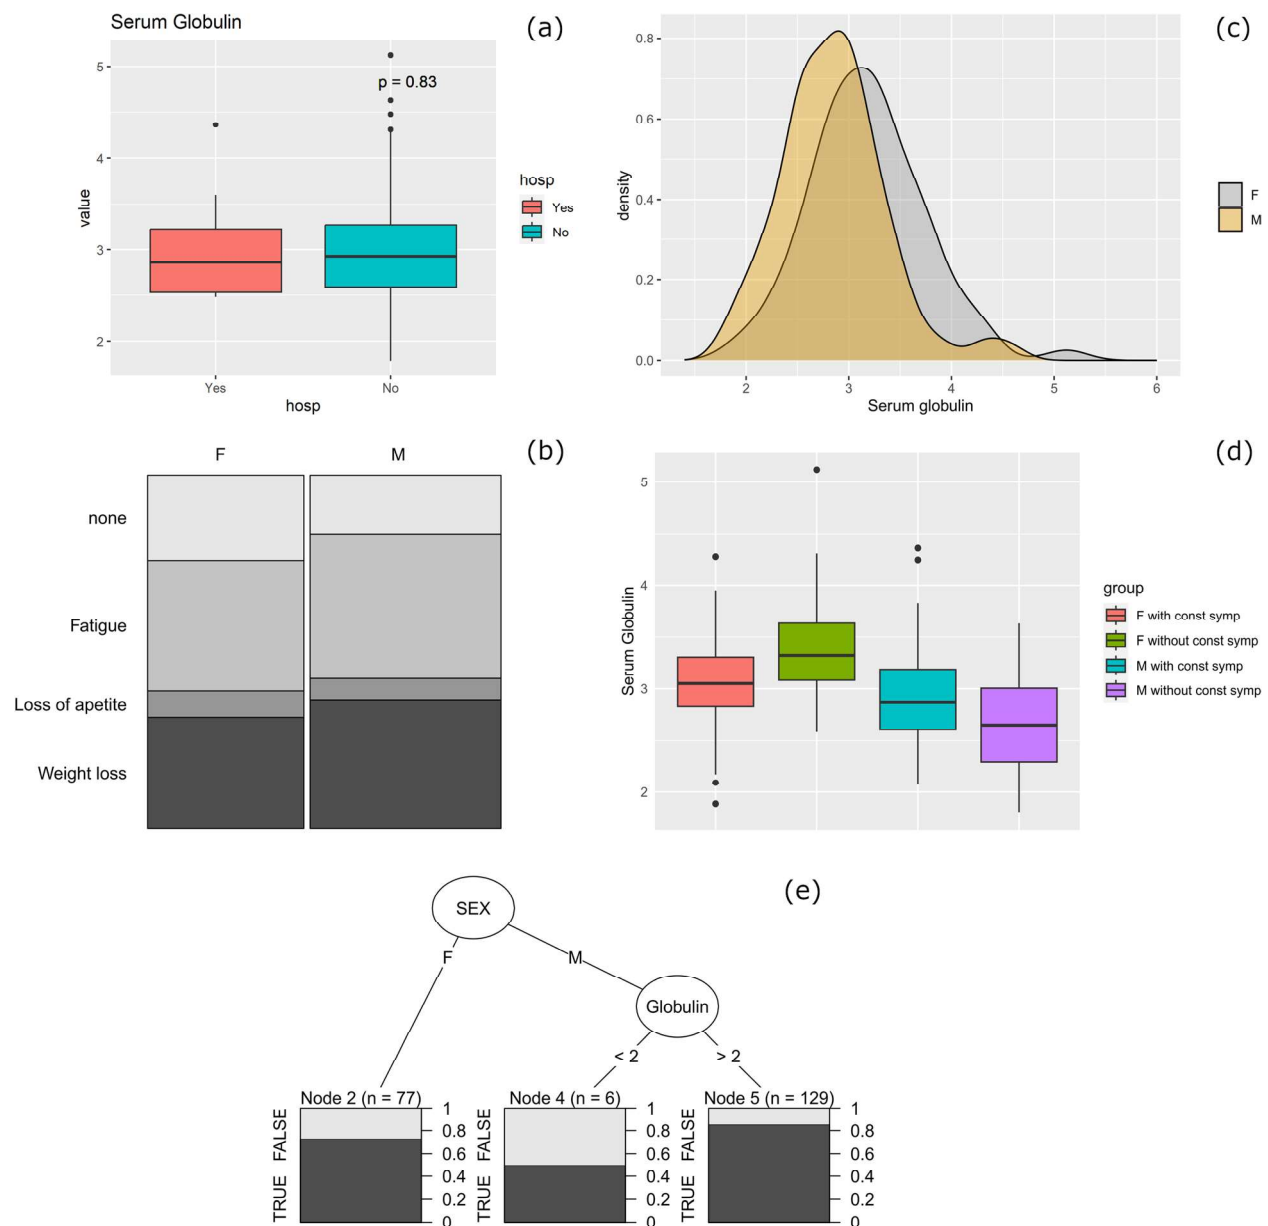 Serum Globulin
(a)
5
4
3
2
value
p = 0.83
Yes
No
hosp
hosp
Yes
No
(c)
0.8
0.6
0.4
0.2
0.0
density
2
3
4
5
6
Serum globulin
F
M
(b)
F
M
none
Fatigue
Loss of apetite
Weight loss
(d)
5
4
3
2
Serum Globulin
group
F with const symp
F without const symp
M with const symp
M without const symp
(e)
SEX
F
M
Globulin
< 2
> 2
Node 2 (n = 77)
TRUE FALSE
1
0.8
0.6
0.4
0.2
0
Node 4 (n = 6)
TRUE FALSE
1
0.8
0.6
0.4
0.2
0
Node 5 (n = 129)
TRUE FALSE
1
0.8
0.6
0.4
0.2
0